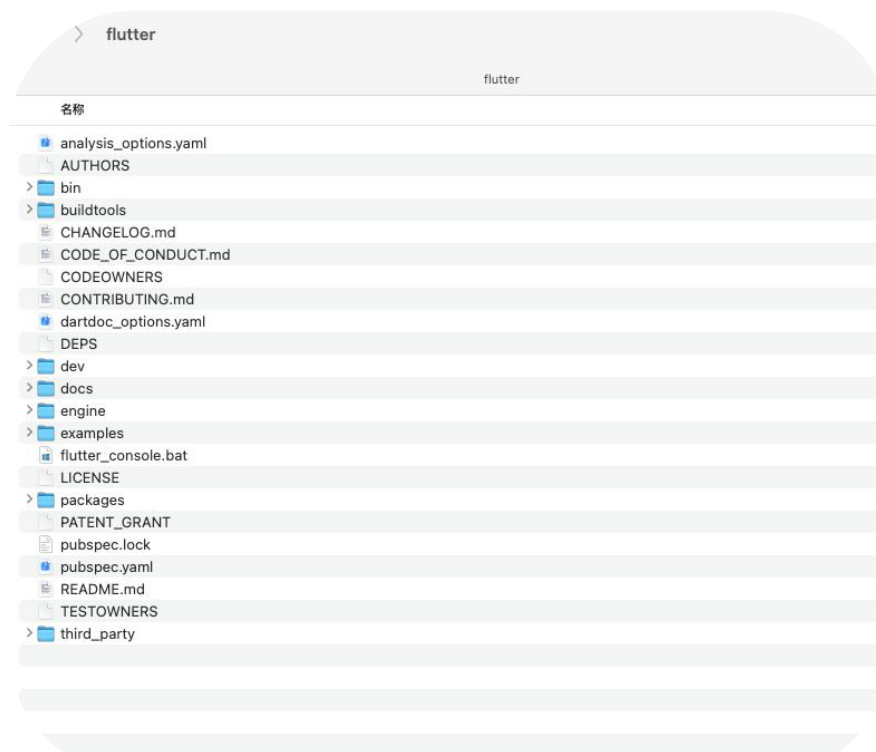 flutter
flutter
名称
analysis_options.yaml
AUTHORS
bin
buildtools
CHANGELOG.md
CODE_OF_CONDUCT.md
CODEOWNERS
CONTRIBUTING.md
dartdoc_options.yaml
DEPS
dev
docs
engine
examples
flutter_console.bat
LICENSE
packages
PATENT_GRANT
pubspec.lock
pubspec.yaml
README.md
TESTOWNERS
third_party